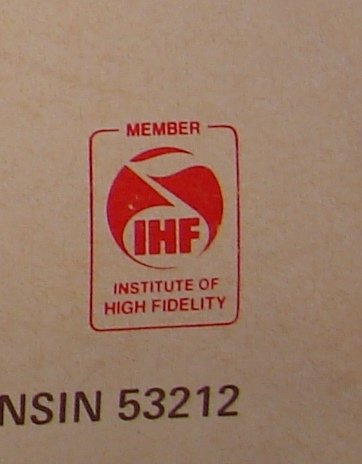 MEMBER
IHF
INSTITUTE OF
HIGH FIDELITY
NSIN 53212